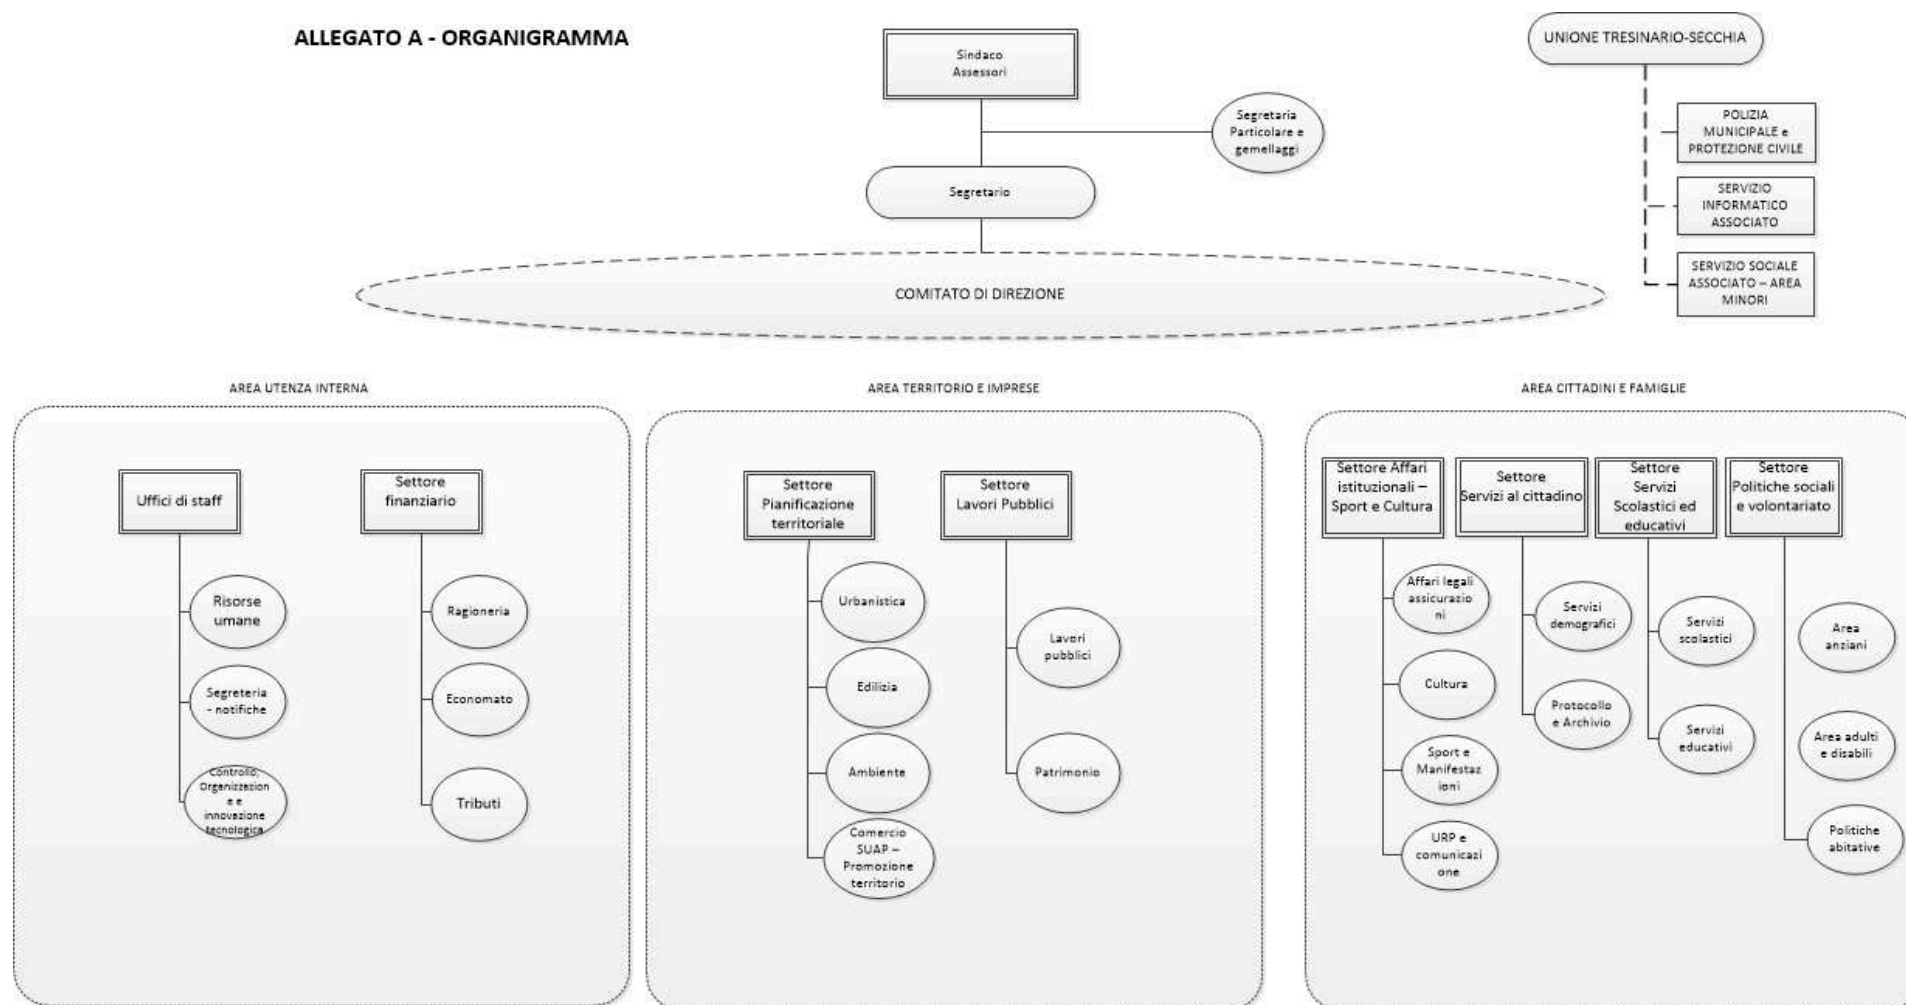 ALLEGATO A - ORGANIGRAMMA
Sindaco
Assessori
UNIONE TRESINARIO-SECCHIA
Segretaria
Particolare e
gemellaggi
POLIZIA
MUNICIPALE e
PROTEZIONE CIVILE
Segretario
SERVIZIO
INFORMATICO
ASSOCIATO
SERVIZIO SOCIALE
ASSOCIATO – AREA
MINORI
COMITATO DI DIREZIONE
AREA UTENZA INTERNA
Uffici di staff
Risorse
umane
Segreteria
- notifiche
Controllo,
Organizzazion
e e
innovazione
tecnologica
Settore
finanziario
Ragioneria
Economato
Tributi
AREA TERRITORIO E IMPRESE
Settore
Pianificazione
territoriale
Urbanistica
Edilizia
Ambiente
Comercio
SUAP –
Promozione
territorio
Settore
Lavori Pubblici
Lavori
pubblici
Patrimonio
AREA CITTADINI E FAMIGLIE
Settore Affari
istituzionali –
Sport e Cultura
Affari legali
assicurazio
ni
Cultura
Sport e
Manifestaz
ioni
URP e
comunicazi
one
Settore
Servizi al cittadino
Servizi
demografici
Protocollo
e Archivio
Settore
Servizi
Scolastici ed
educativi
Servizi
scolastici
Servizi
educativi
Settore
Politiche sociali
e volontariato
Area
anziani
Area adulti
e disabili
Politiche
abitative